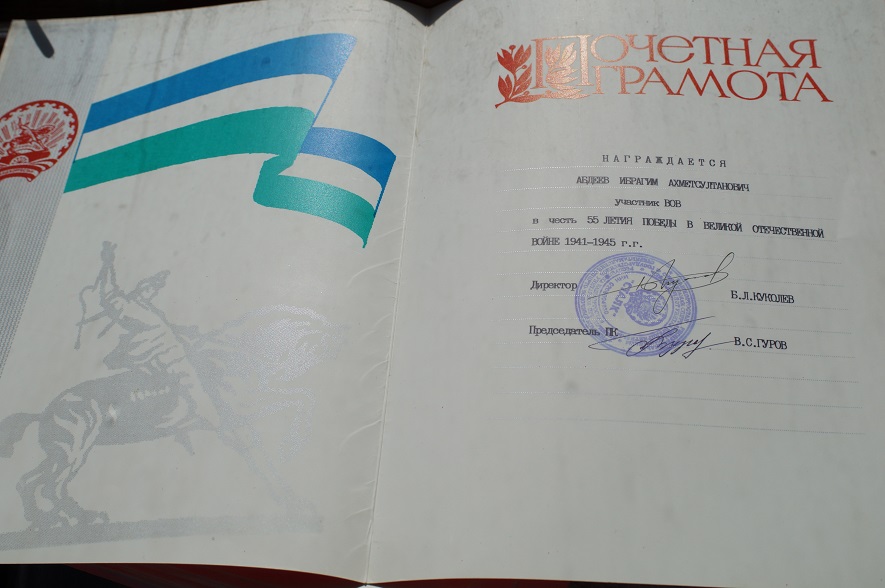 ПОЧЕТНАЯ
ГРАМОТА
НАГРАЖДАЕТСЯ
АВДЕЕВ ИБРАГИМ АХМЕТСУЛТАНОВИЧ
участник ВОВ
в честь 55 ЛЕТИЯ ПОБЕДЫ В ВЕЛИКОЙ ОТЕЧЕСТВЕННОЙ
ВОЙНЕ 1941-1945 г.г.
Директор
Б.Л.КУКОЛЕВ
Председатель ПК
В.С.ГУРОВ